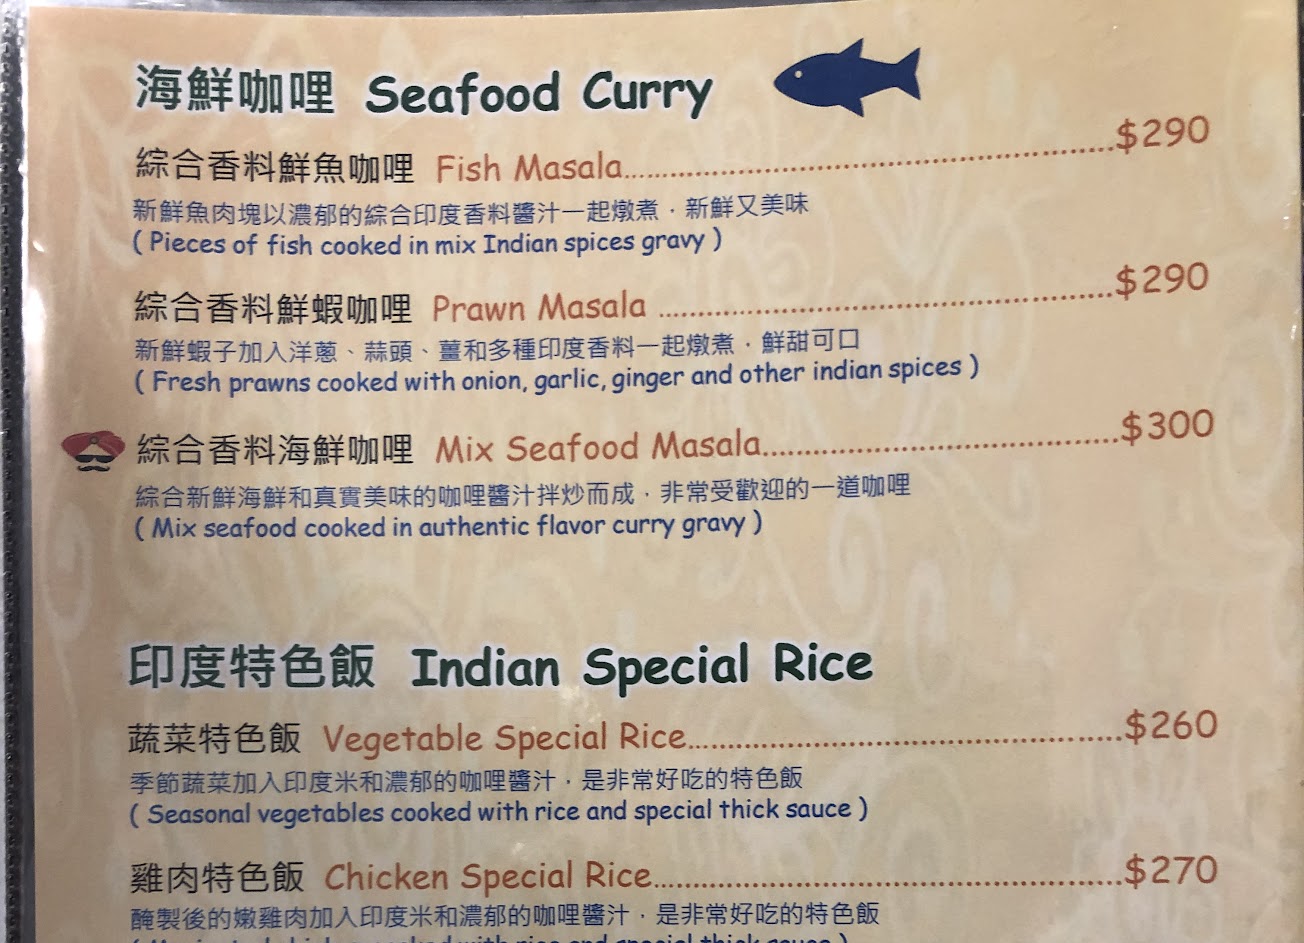 海鮮咖哩 Seafood Curry
綜合香料鮮魚咖哩 Fish Masala.................................................$290
新鮮魚肉塊以濃郁的綜合印度香料醬汁一起燉煮．新鮮又美味
( Pieces of fish cooked in mix Indian spices gravy )
綜合香料鮮蝦咖哩 Prawn Masala .................................................$290
新鮮蝦子加入洋蔥、蒜頭、薑和多種印度香料一起燉煮．鮮甜可口
( Fresh prawns cooked with onion, garlic, ginger and other indian spices )
綜合香料海鮮咖哩 Mix Seafood Masala......................................$300
綜合新鮮海鮮和真實美味的咖哩醬汁拌炒而成．非常受歡迎的一道咖哩
( Mix seafood cooked in authentic flavor curry gravy )
印度特色飯 Indian Special Rice
蔬菜特色飯 Vegetable Special Rice..............................................$260
季節蔬菜加入印度米和濃郁的咖哩醬汁．是非常好吃的特色飯
( Seasonal vegetables cooked with rice and special thick sauce )
雞肉特色飯 Chicken Special Rice.................................................$270
醃製後的嫩雞肉加入印度米和濃郁的咖哩醬汁．是非常好吃的特色飯